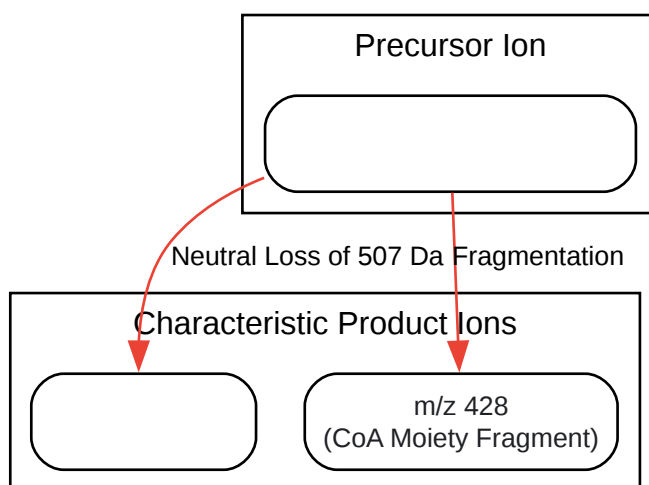 Precursor Ion
Neutral Loss of 507 Da Fragmentation
Characteristic Product Ions
m/z 428
(CoA Moiety Fragment)